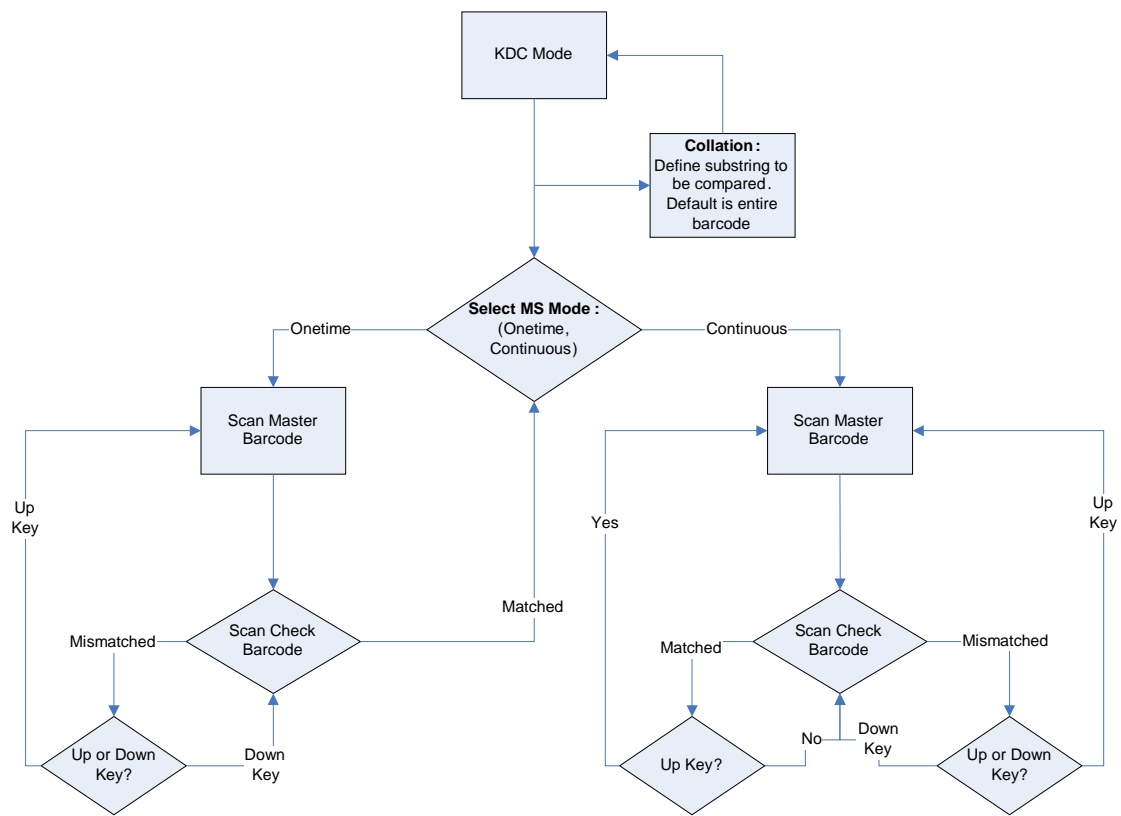 KDC Mode
Collation :
Define substring to
be compared.
Default is entire
barcode
Select MS Mode :
(Onetime,
Continuous)
Onetime
Continuous
Scan Master
Barcode
Scan Master
Barcode
Up
Key
Yes
Up
Key
Matched
Scan Check
Barcode
Mismatched
Scan Check
Barcode
Matched
Mismatched
Up or Down
Key?
Down
Key
Up Key?
No
Down
Key
Up or Down
Key?